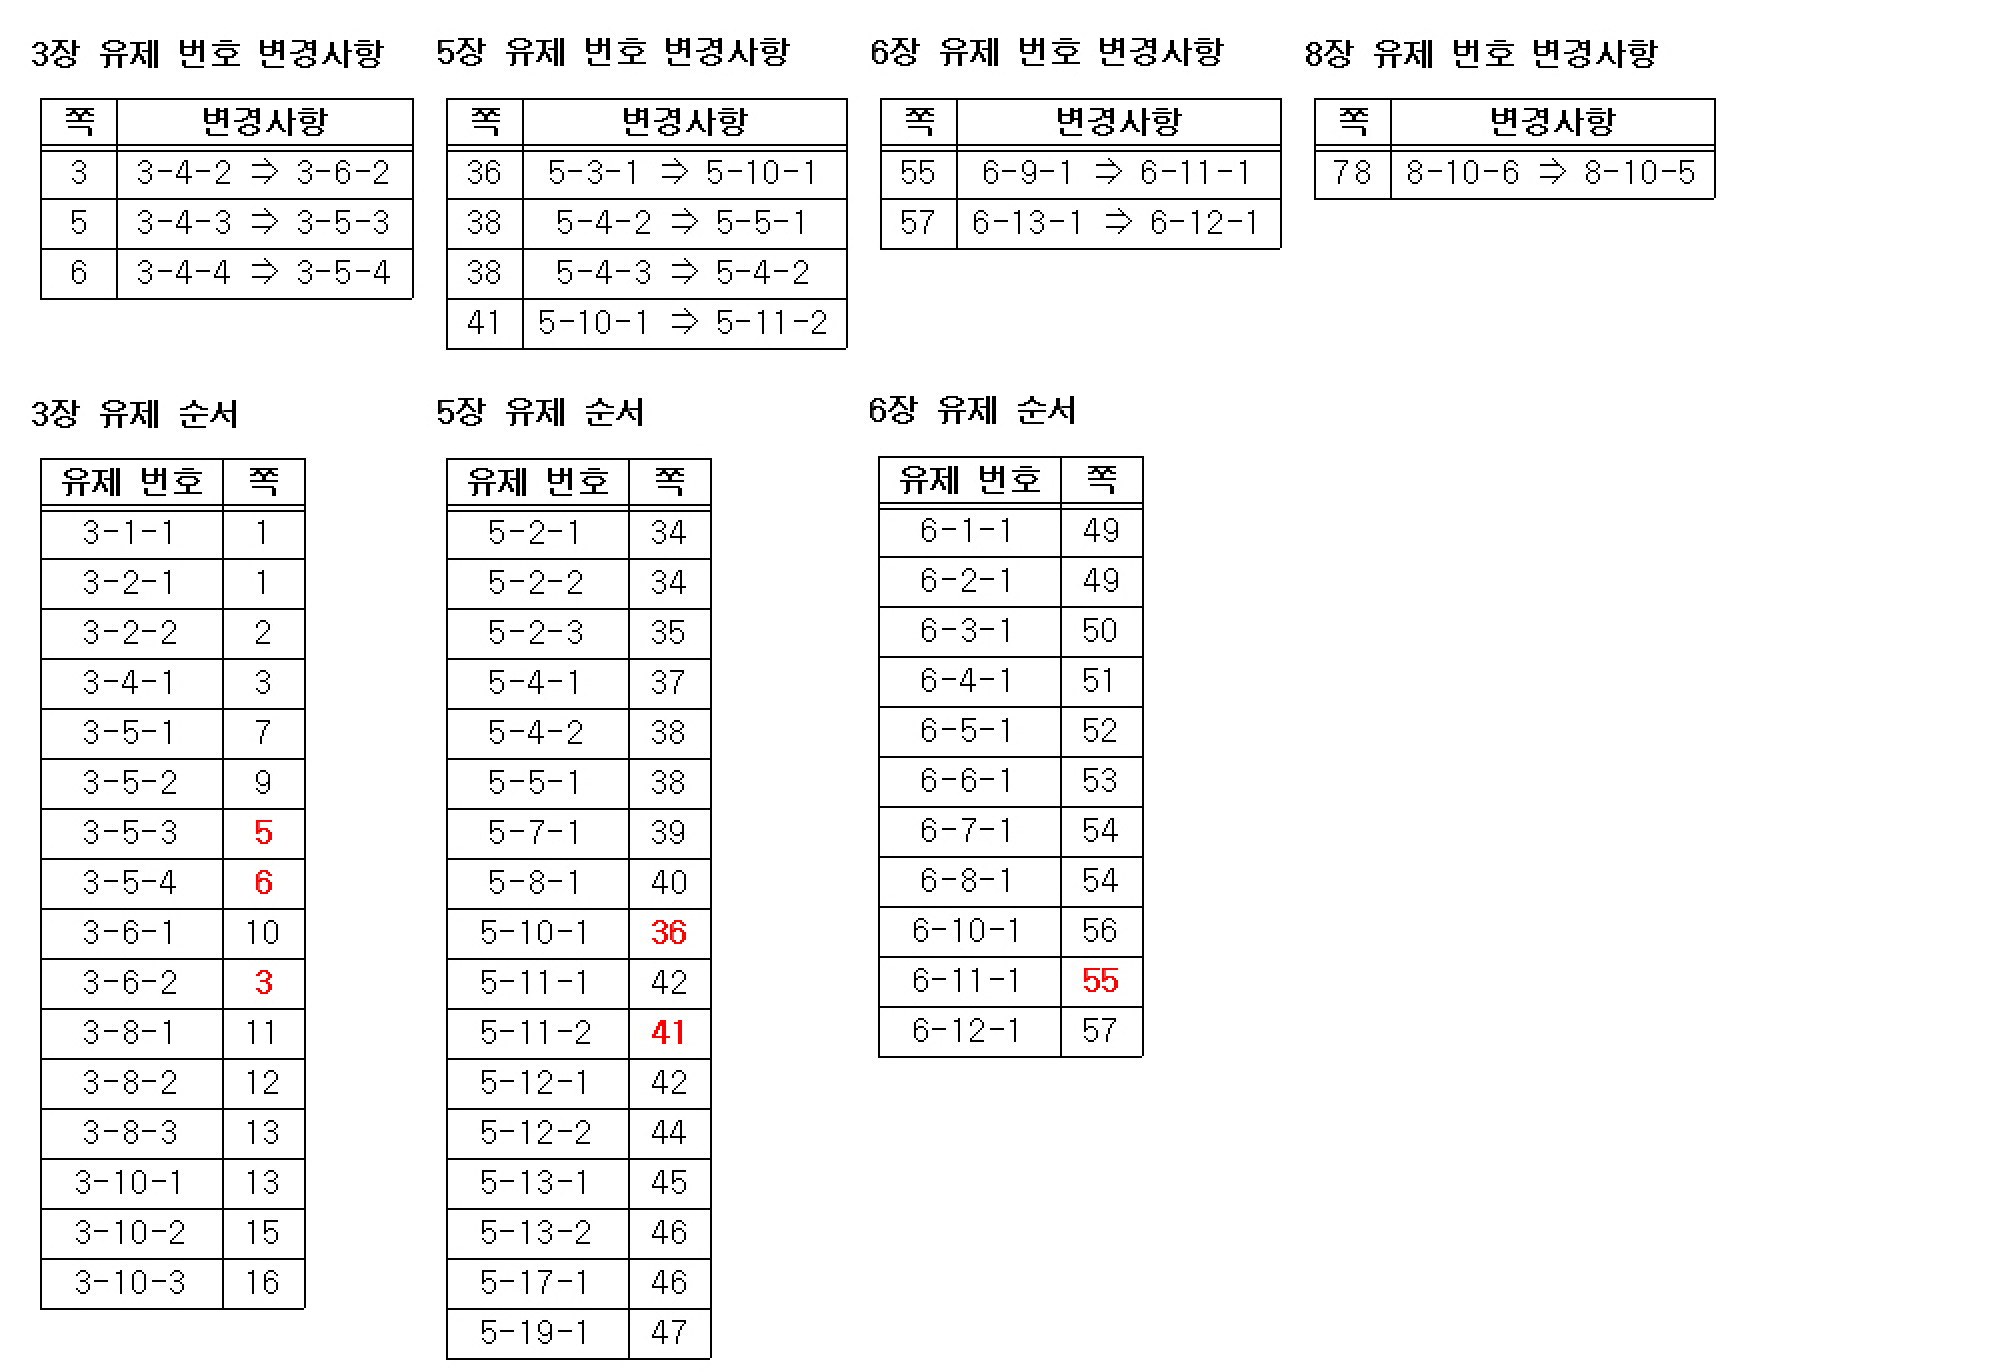 3장 유제 번호 변경사항
쪽 변경사항
3 3-4-2 ⇒ 3-6-2
5 3-4-3 ⇒ 3-5-3
6 3-4-4 ⇒ 3-5-4
5장 유제 번호 변경사항
쪽 변경사항
36 5-3-1 ⇒ 5-10-1
38 5-4-2 ⇒ 5-5-1
38 5-4-3 ⇒ 5-4-2
41 5-10-1 ⇒ 5-11-2
6장 유제 번호 변경사항
쪽 변경사항
55 6-9-1 ⇒ 6-11-1
57 6-13-1 ⇒ 6-12-1
8장 유제 번호 변경사항
쪽 변경사항
78 8-10-6 ⇒ 8-10-5
3장 유제 순서
유제 번호 쪽
3-1-1 1
3-2-1 1
3-2-2 2
3-4-1 3
3-5-1 7
3-5-2 9
3-5-3 5
3-5-4 6
3-6-1 10
3-6-2 3
3-8-1 11
3-8-2 12
3-8-3 13
3-10-1 13
3-10-2 15
3-10-3 16
5장 유제 순서
유제 번호 쪽
5-2-1 34
5-2-2 34
5-2-3 35
5-4-1 37
5-4-2 38
5-5-1 38
5-7-1 39
5-8-1 40
5-10-1 36
5-11-1 42
5-11-2 41
5-12-1 42
5-12-2 44
5-13-1 45
5-13-2 46
5-17-1 46
5-19-1 47
6장 유제 순서
유제 번호 쪽
6-1-1 49
6-2-1 49
6-3-1 50
6-4-1 51
6-5-1 52
6-6-1 53
6-7-1 54
6-8-1 54
6-10-1 56
6-11-1 55
6-12-1 57